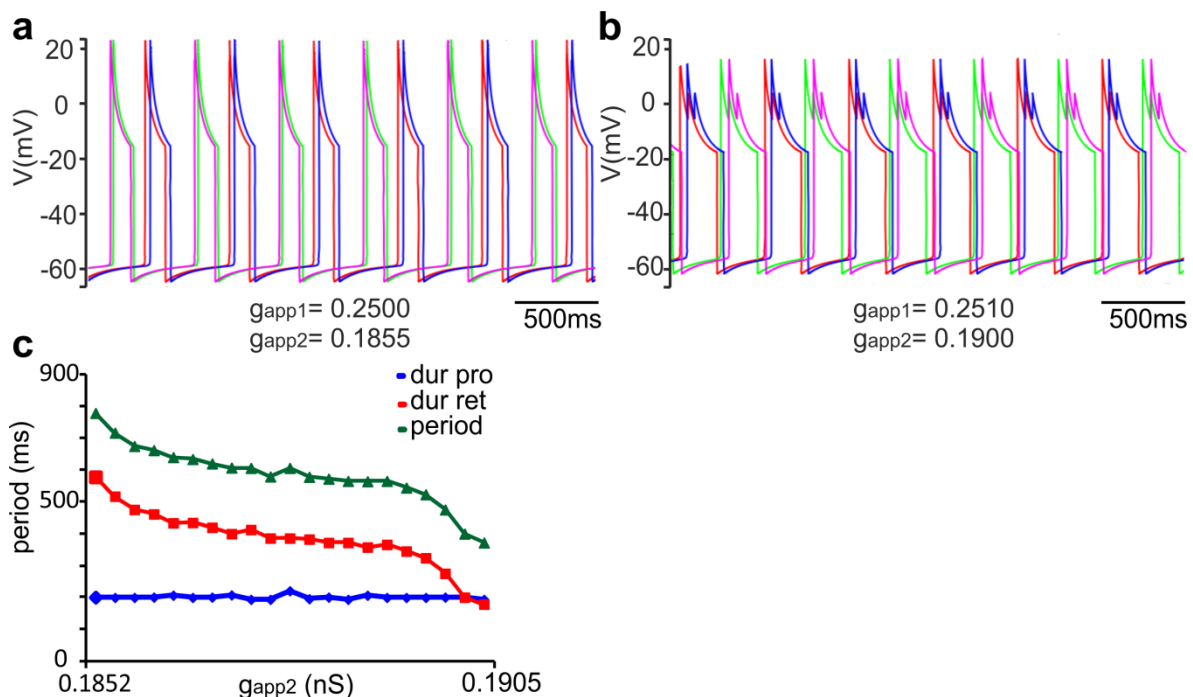 a
20
0
-20
-40
-60
V(mV)
gapp1= 0.2500
gapp2= 0.1855
500ms
b
20
0
-20
-40
-60
V(mV)
gapp1= 0.2510
gapp2= 0.1900
500ms
c
900
500
0
period (ms)
dur pro
dur ret
period
0.1852
gapp2 (nS)
0.1905